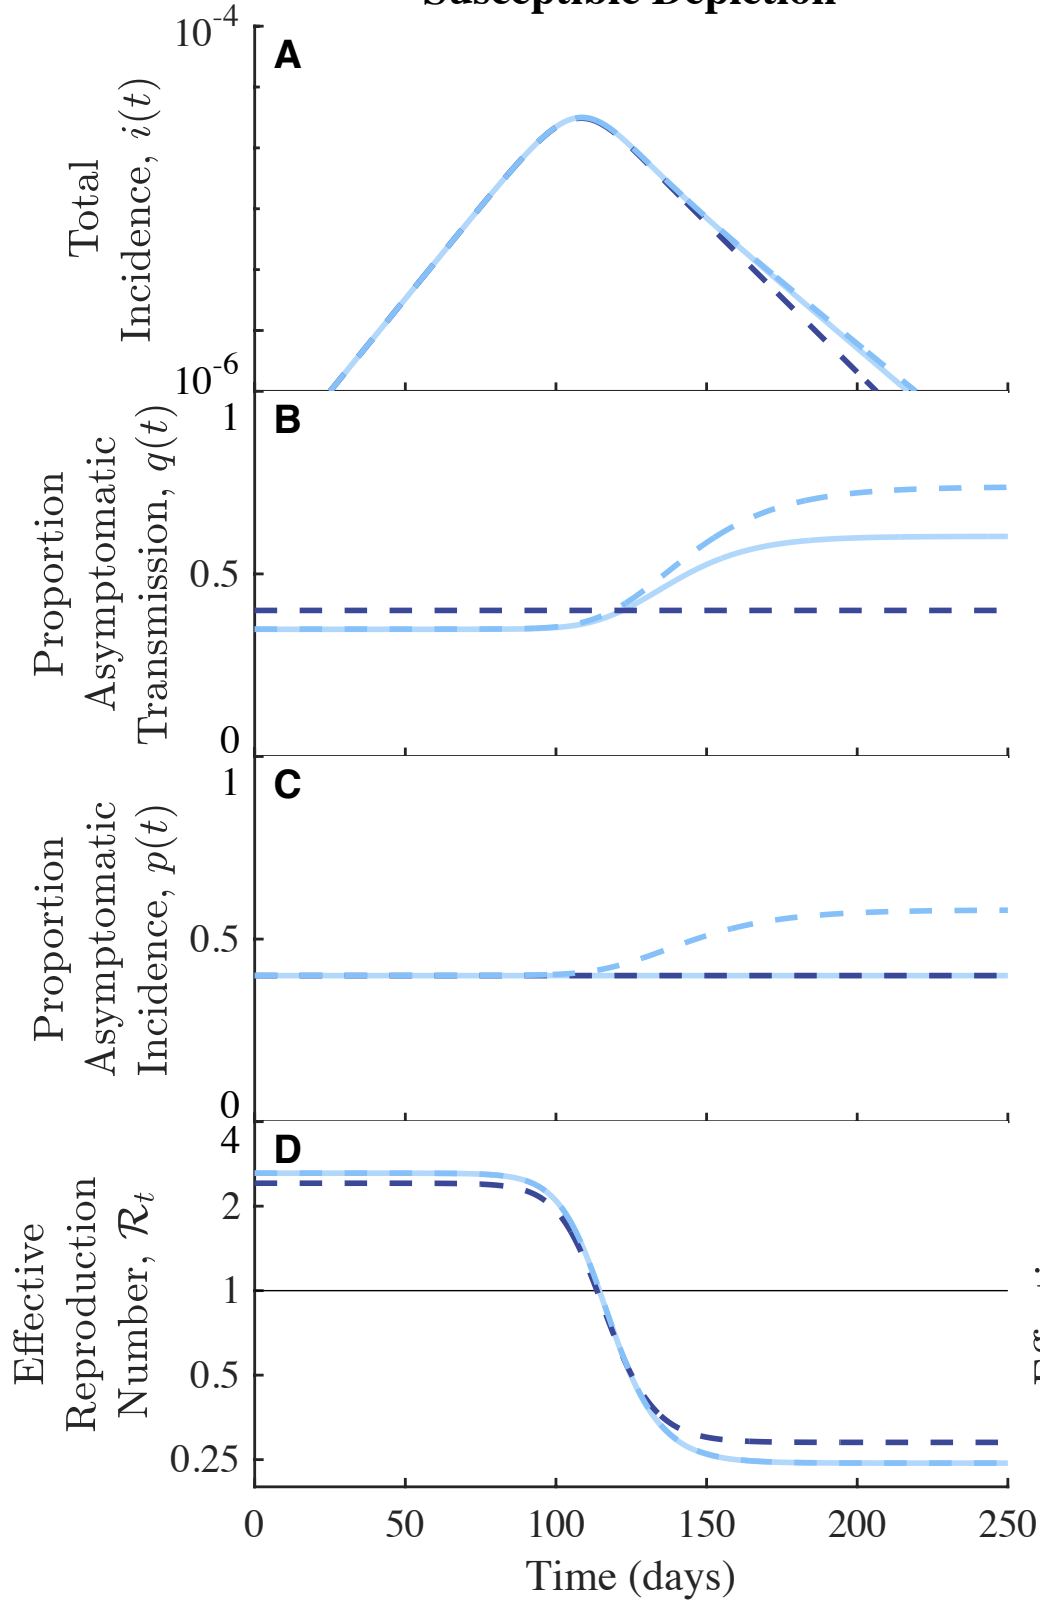 Susceptible Depletion
A
10-4
Total
Incidence, i(t)
10-6
B
1
Proportion
Asymptomatic
Transmission, q(t)
0.5
0
C
1
Proportion
Asymptomatic
Incidence, p(t)
0.5
0
D
4
2
1
0.5
0.25
Effective
Reproduction
Number, Rt
0 50 100 150 200 250
Time (days)